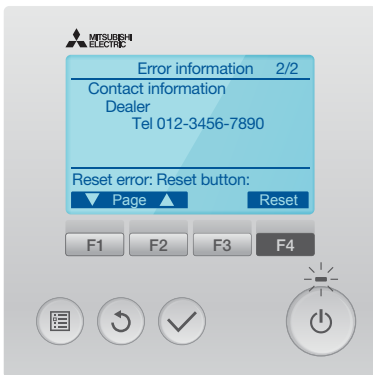 MITSUBISHI
ELECTRIC
Error information 2/2
Contact information
Dealer
Tel 012-3456-7890
Reset error: Reset button:
▼ Page ▲ Reset
F1 F2 F3 F4